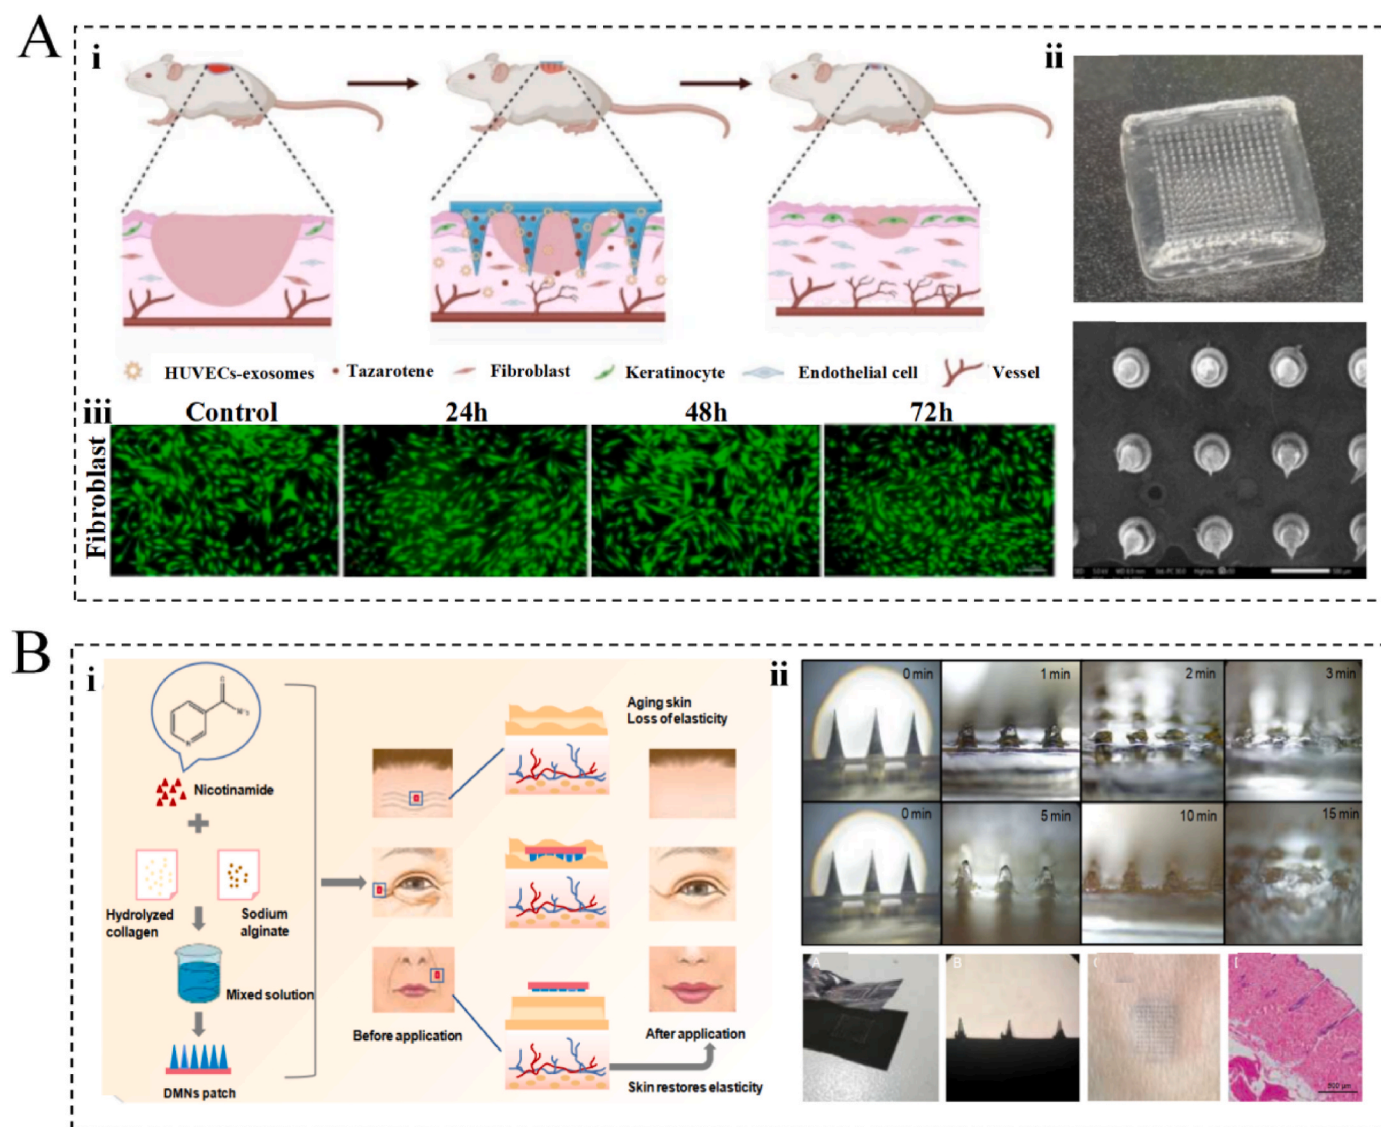 A
i
ii
HUVECs-exosomes
Tazarotene
Fibroblast
Keratinocyte
Endothelial cell
Vessel
iii
Control
24h
48h
72h
Fibroblast
B
i
Nicotinamide
Hydrolyzed
collagen
Sodium
alginate
Mixed solution
DMNs patch
Before application
Aging skin
Loss of elasticity
After application
Skin restores elasticity
ii
0 min
1 min
2 min
3 min
0 min
5 min
10 min
15 min
A
B
500 μm